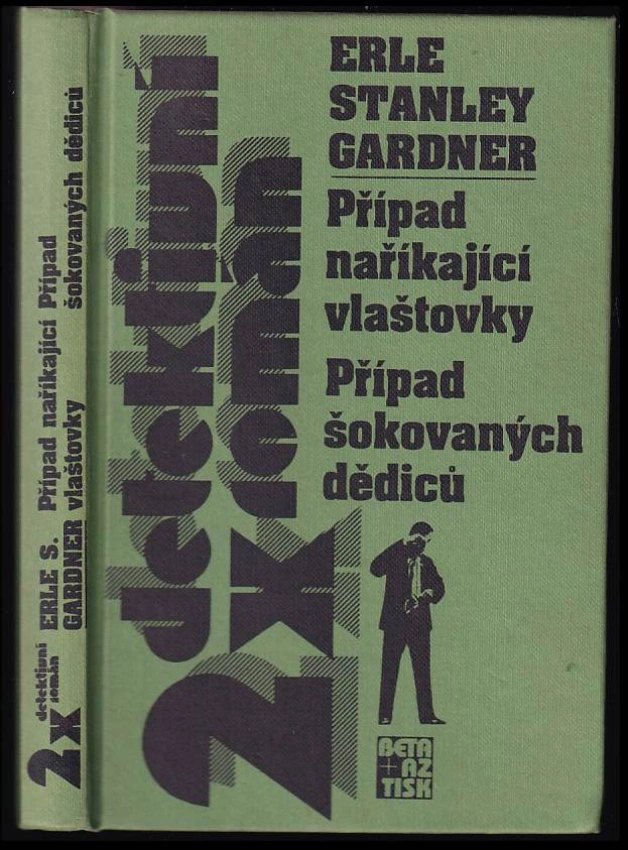 ERLE
STANLEY
GARDNER
Případ
naříkající
vlaštovky
Případ
šokovaných
dědiců
2x detektivní
román
BETA
+AZ
TISK
2x detektivní
román
ERLE S.
GARDNER
Případ naříkající
vlaštovky
Případ
šokovaných dědiců